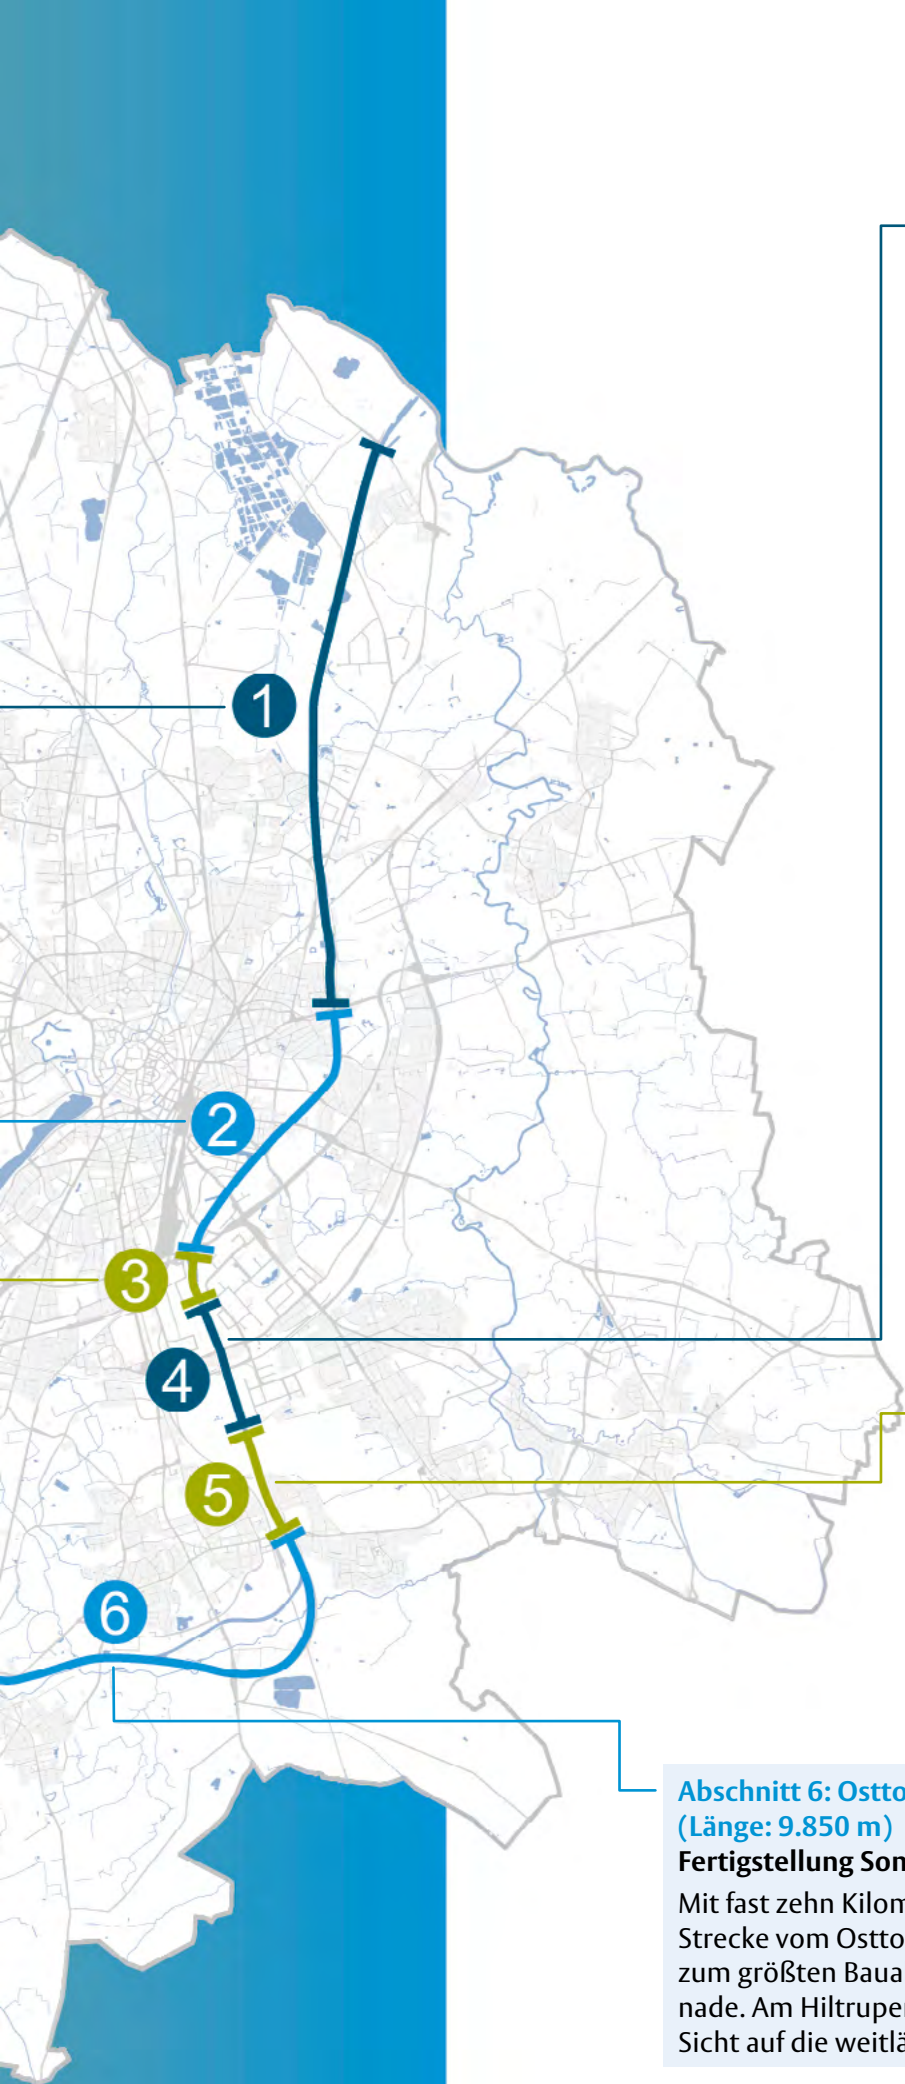 1
2
3
4
5
6
Abschnitt 6: Ostto
(Länge: 9.850 m)
Fertigstellung Son
Mit fast zehn Kilom
Strecke vom Ostto
zum größten Baua
nade. Am Hiltruper
Sicht auf die weitlä